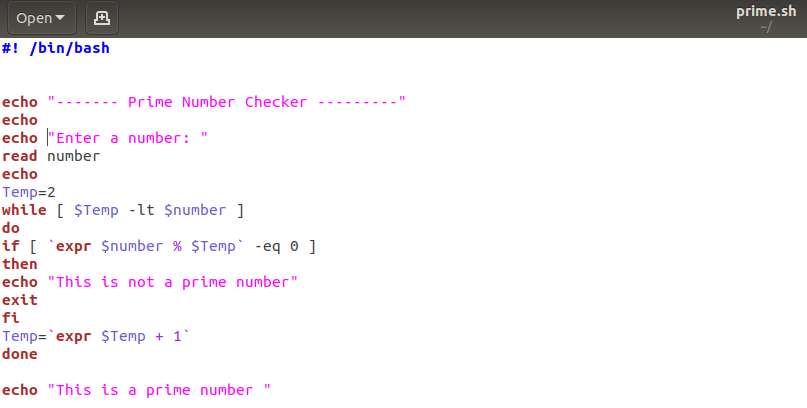 Open
prime.sh
~/
#! /bin/bash
echo "------- Prime Number Checker ---------"
echo
echo "Enter a number: "
read number
echo
Temp=2
while [ $Temp -lt $number ]
do
if [ `expr $number % $Temp` -eq 0 ]
then
echo "This is not a prime number"
exit
fi
Temp=`expr $Temp + 1`
done
echo "This is a prime number "